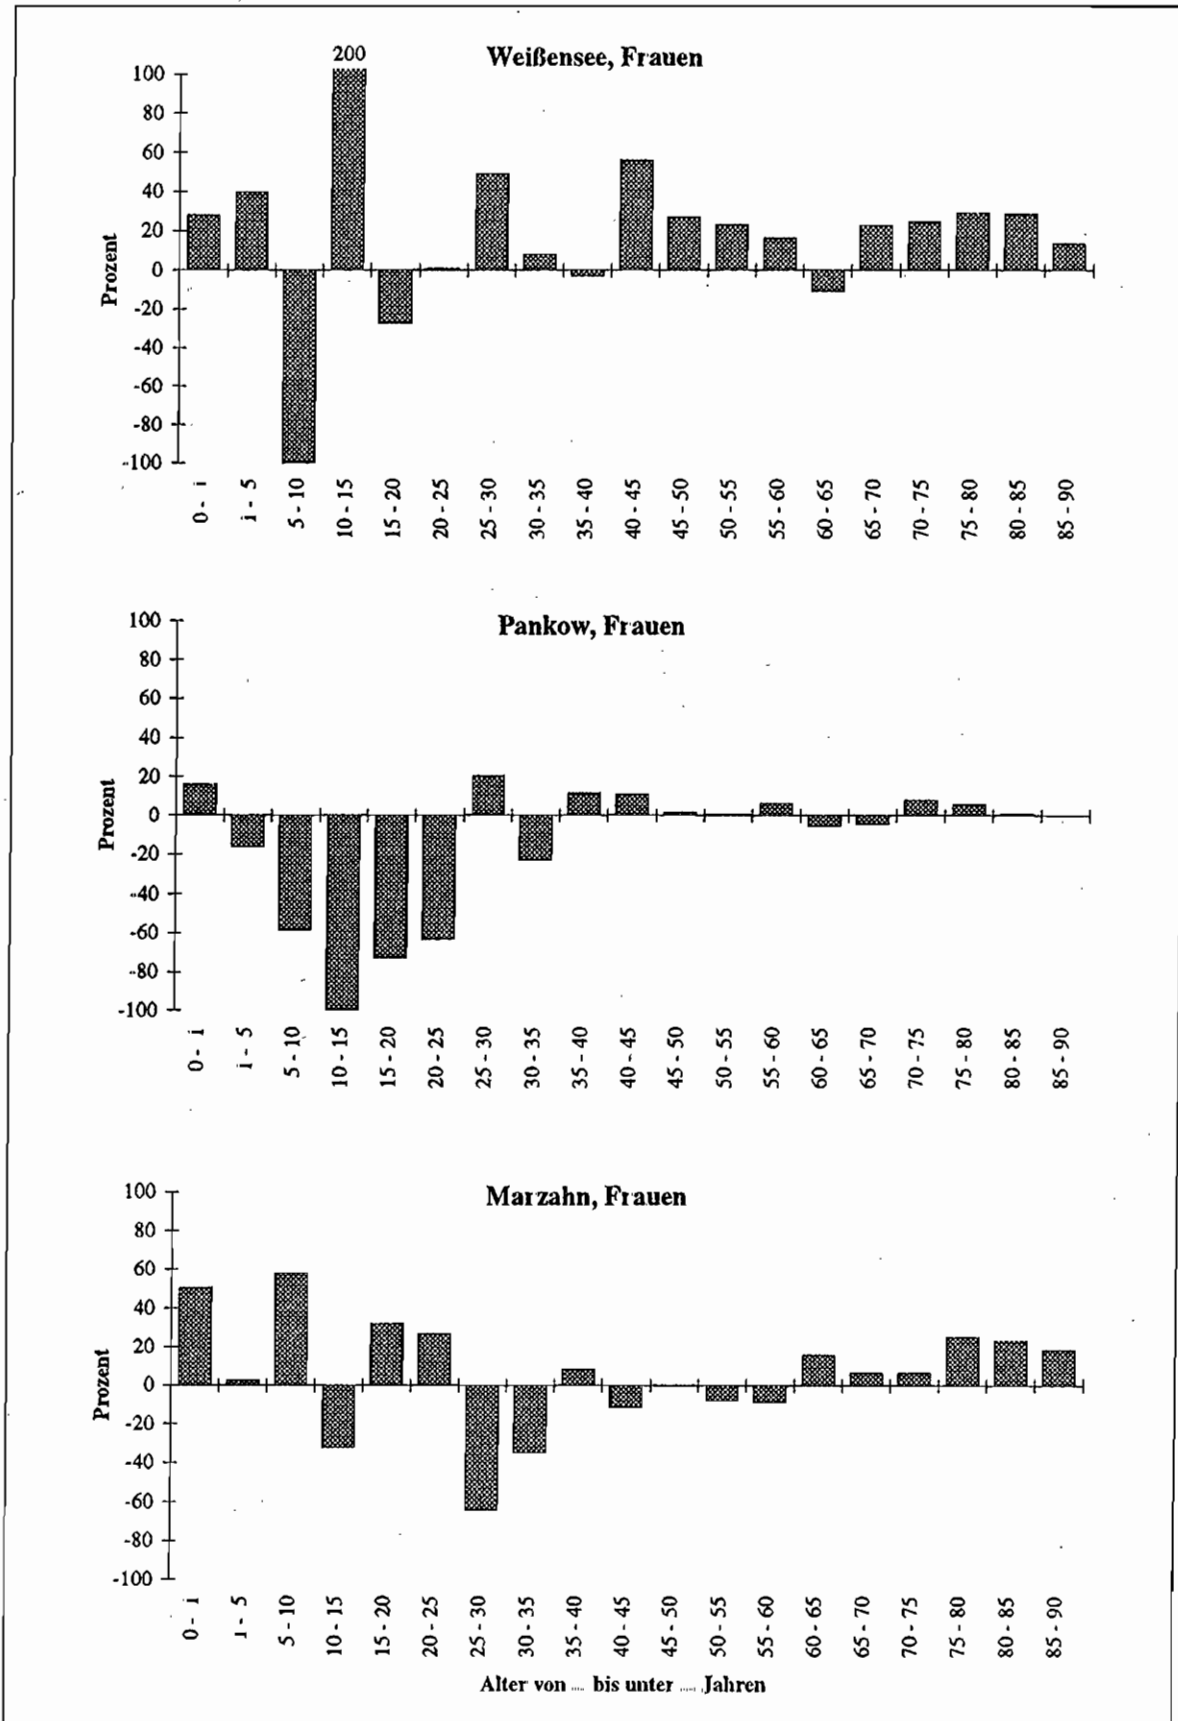 Weißensee, Frauen
200
100
80
60
40
20
0
-20
-40
-60
-80
-100
Prozent
0 - 1
1 - 5
5 - 10
10 - 15
15 - 20
20 - 25
25 - 30
30 - 35
35 - 40
40 - 45
45 - 50
50 - 55
55 - 60
60 - 65
65 - 70
70 - 75
75 - 80
80 - 85
85 - 90
Pankow, Frauen
100
80
60
40
20
0
-20
-40
-60
-80
-100
Prozent
0 - 1
1 - 5
5 - 10
10 - 15
15 - 20
20 - 25
25 - 30
30 - 35
35 - 40
40 - 45
45 - 50
50 - 55
55 - 60
60 - 65
65 - 70
70 - 75
75 - 80
80 - 85
85 - 90
Marzahn, Frauen
100
80
60
40
20
0
-20
-40
-60
-80
-100
Prozent
0 - 1
1 - 5
5 - 10
10 - 15
15 - 20
20 - 25
25 - 30
30 - 35
35 - 40
40 - 45
45 - 50
50 - 55
55 - 60
60 - 65
65 - 70
70 - 75
75 - 80
80 - 85
85 - 90
Alter von .... bis unter .... Jahren